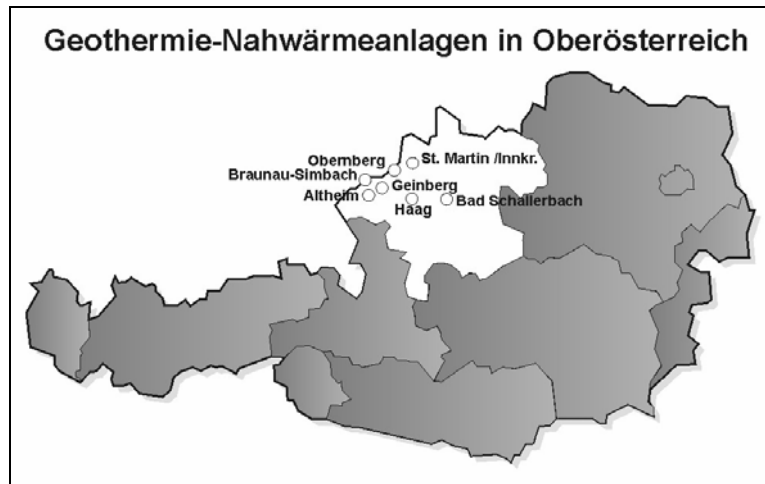 Geothermie-Nahwärmeanlagen in Oberösterreich
Obernberg
St. Martin /Innkr.
Braunau-Simbach
Geinberg
Altheim
Haag
Bad Schallerbach